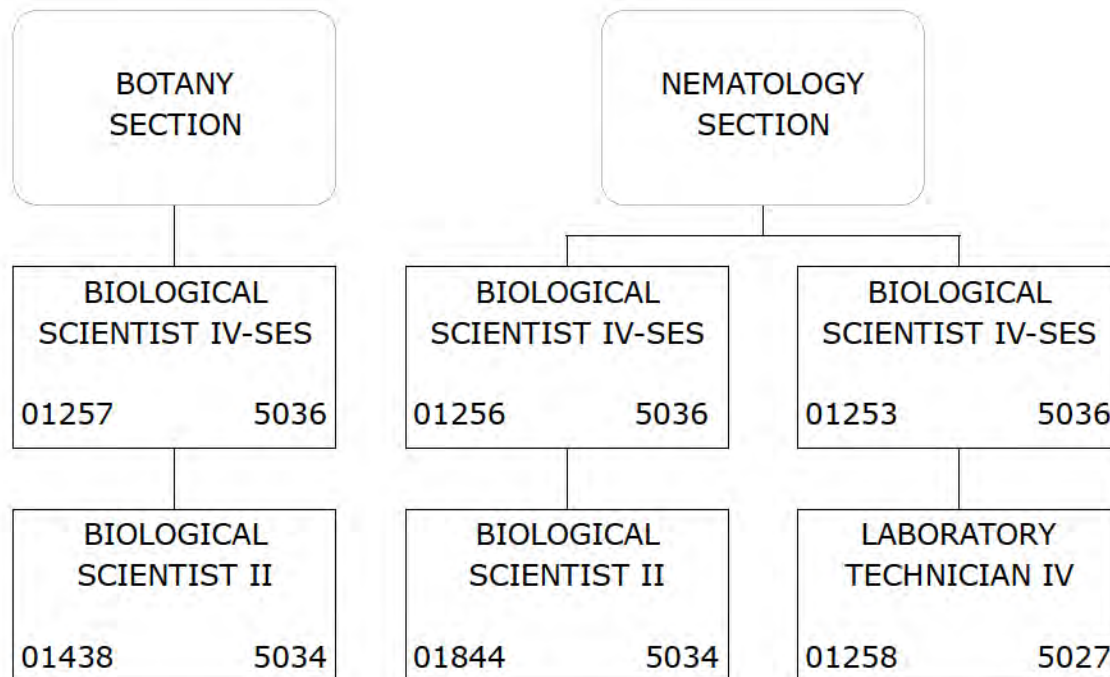 BOTANY
SECTION
NEMATOLOGY
SECTION
BIOLOGICAL
SCIENTIST IV-SES
01257 5036
BIOLOGICAL
SCIENTIST IV-SES
01256 5036
BIOLOGICAL
SCIENTIST IV-SES
01253 5036
BIOLOGICAL
SCIENTIST II
01438 5034
BIOLOGICAL
SCIENTIST II
01844 5034
LABORATORY
TECHNICIAN IV
01258 5027